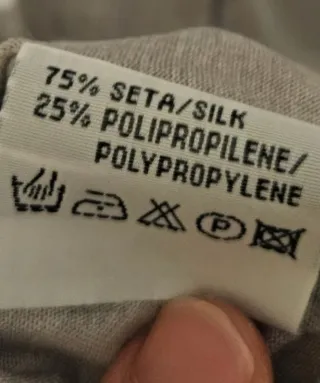 75% SETA/SILK
25% POLIPROPILENE/
POLYPROPYLENE
P